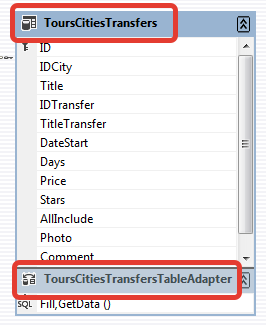 ToursCitiesTransfers
ID
IDCity
Title
IDTransfer
TitleTransfer
DateStart
Days
Price
Stars
AllInclude
Photo
Comment
ToursCitiesTransfersTableAdapter
SQL Fill,GetData ()